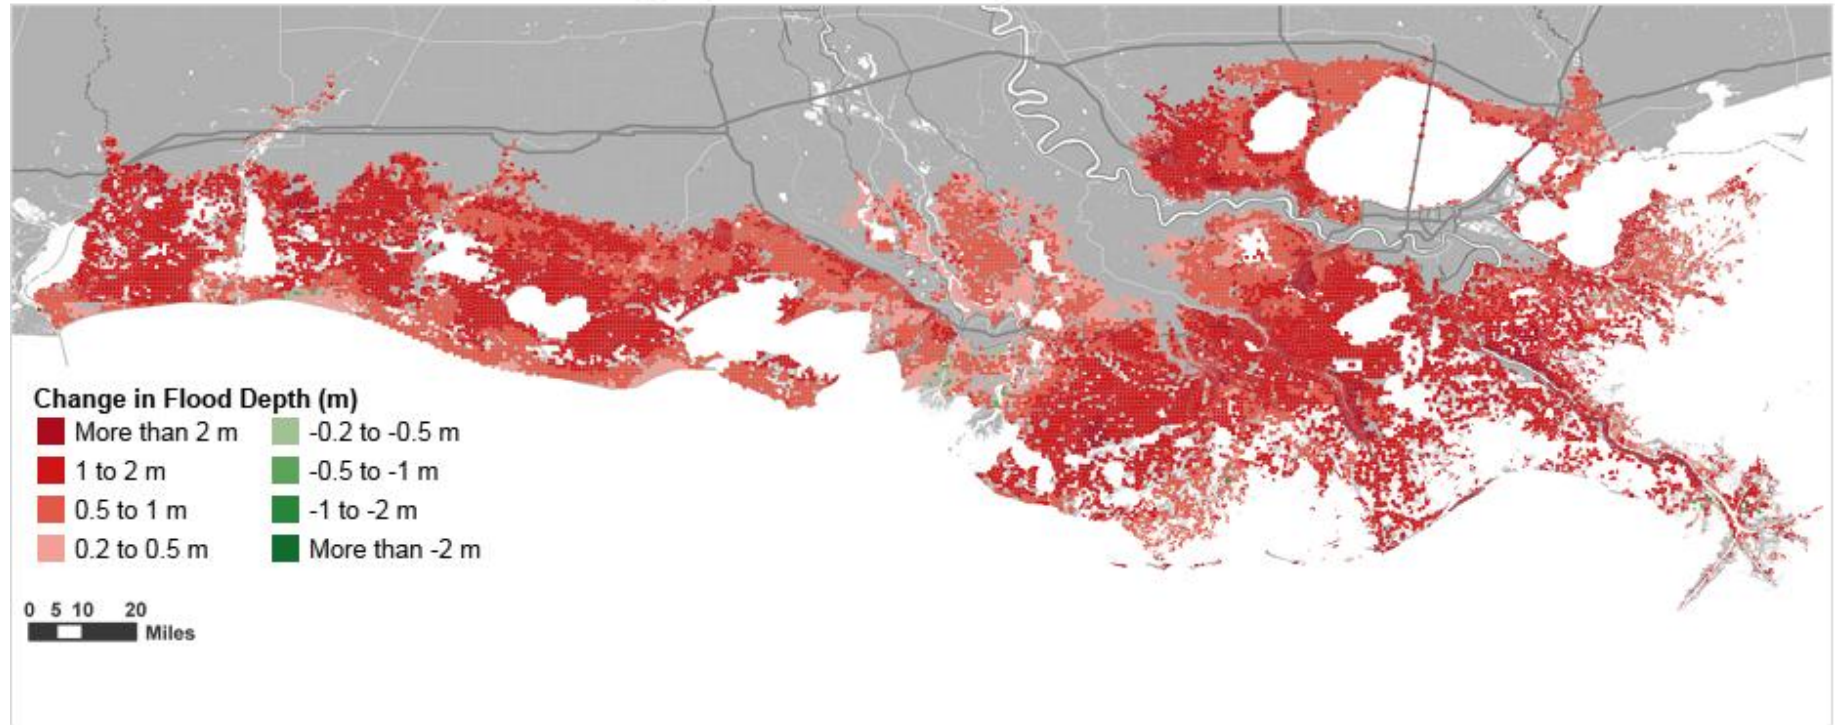 Change in Flood Depth (m)
More than 2 m
1 to 2 m
0.5 to 1 m
0.2 to 0.5 m
-0.2 to -0.5 m
-0.5 to -1 m
-1 to -2 m
More than -2 m
0 5 10 20
Miles